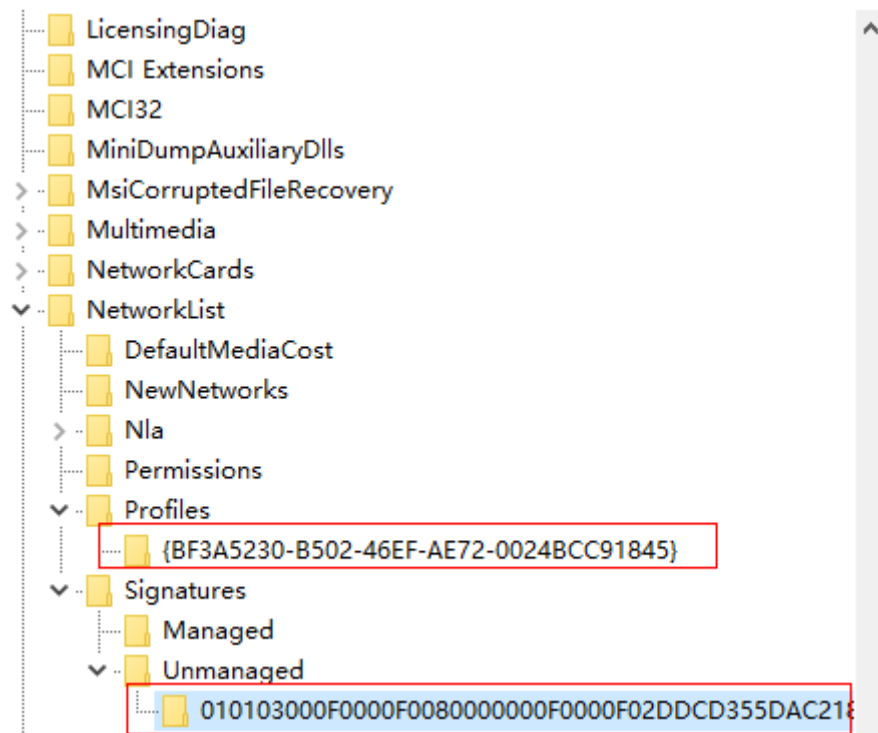 LicensingDiag
MCI Extensions
MCI32
MiniDumpAuxiliaryDlls
MsiCorruptedFileRecovery
Multimedia
NetworkCards
NetworkList
DefaultMediaCost
NewNetworks
Nla
Permissions
Profiles
{BF3A5230-B502-46EF-AE72-0024BCC91845}
Signatures
Managed
Unmanaged
010103000F0000F0080000000F0000F02DDCD355DAC218